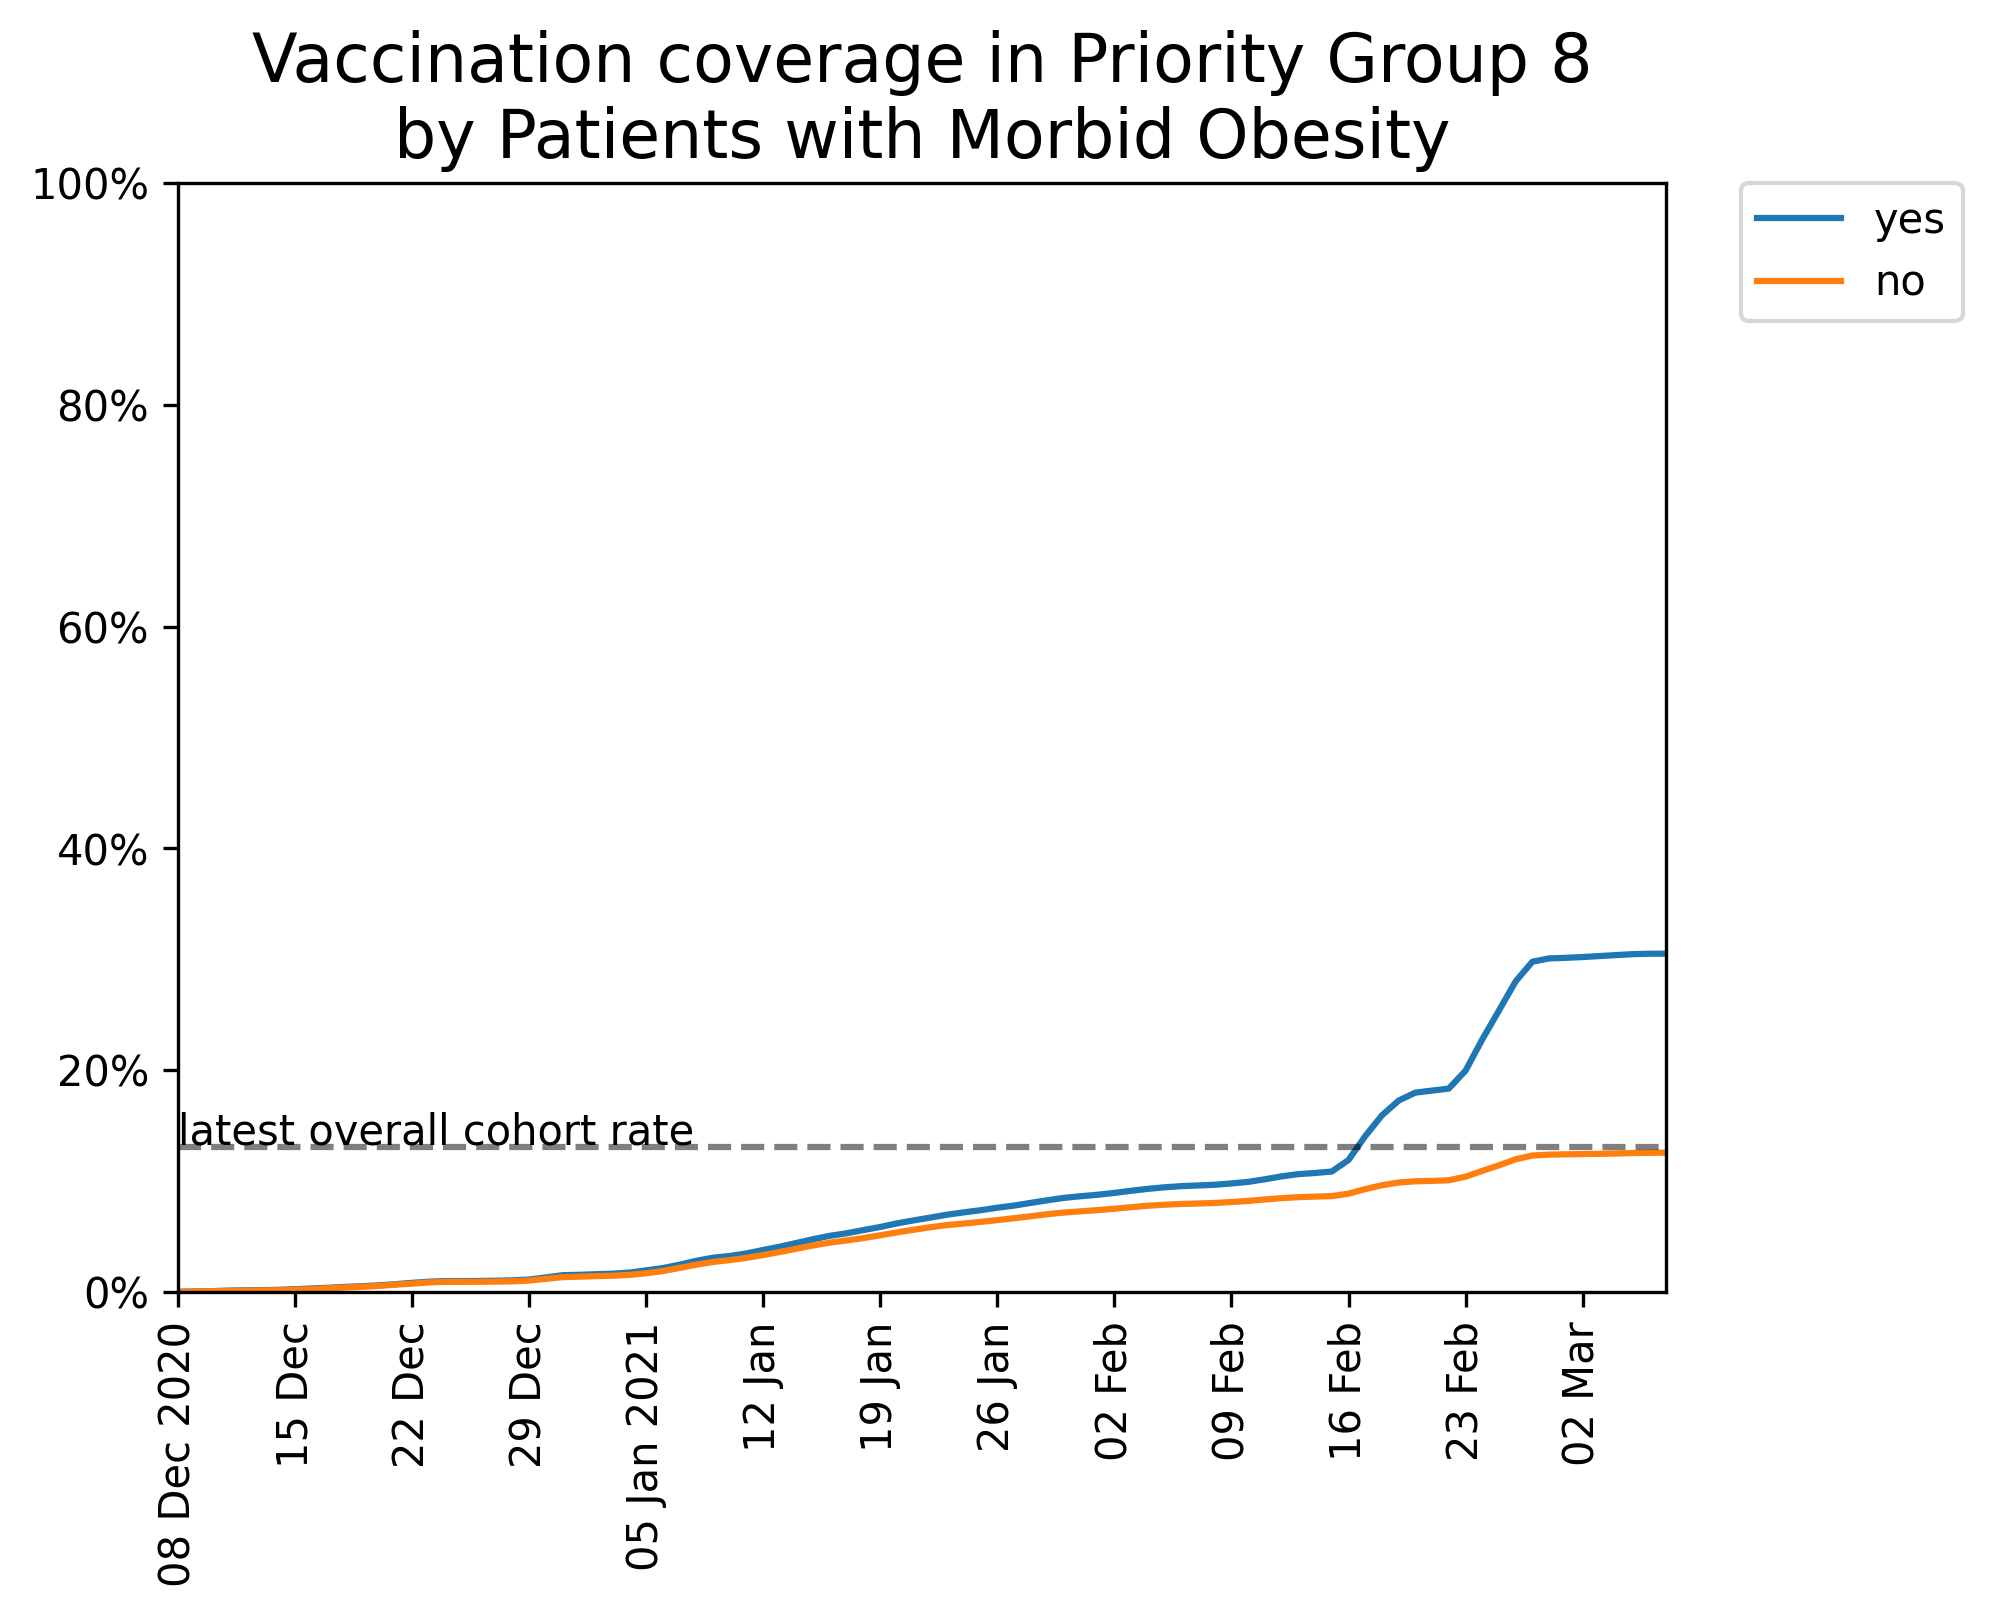 Vaccination coverage in Priority Group 8
by Patients with Morbid Obesity
100%
80%
60%
40%
20%
0%
latest overall cohort rate
yes
no
08 Dec 2020
15 Dec
22 Dec
29 Dec
05 Jan 2021
12 Jan
19 Jan
26 Jan
02 Feb
09 Feb
16 Feb
23 Feb
02 Mar